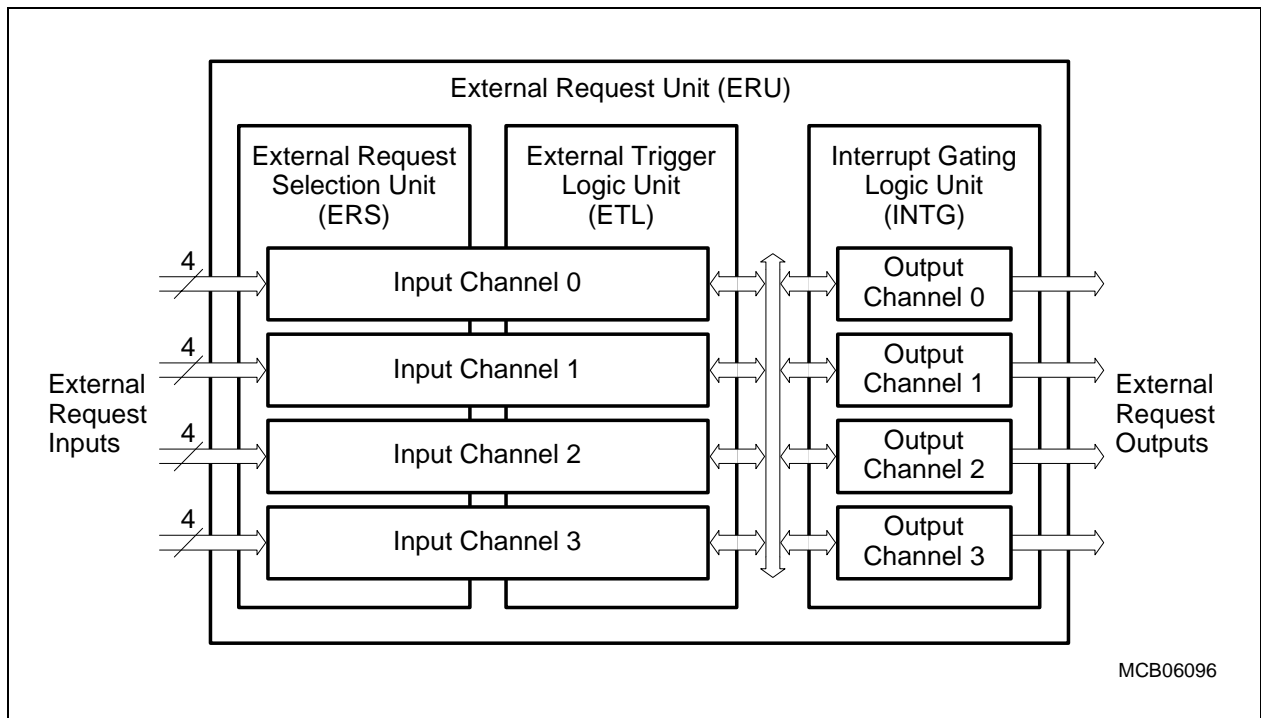 External Request Unit (ERU)
External Request
Selection Unit
(ERS)
External Trigger
Logic Unit
(ETL)
Interrupt Gating
Logic Unit
(INTG)
4
Input Channel 0
Output
Channel 0
4
Input Channel 1
Output
Channel 1
External
Request
Inputs
External
Request
Outputs
4
Input Channel 2
Output
Channel 2
4
Input Channel 3
Output
Channel 3
MCB06096